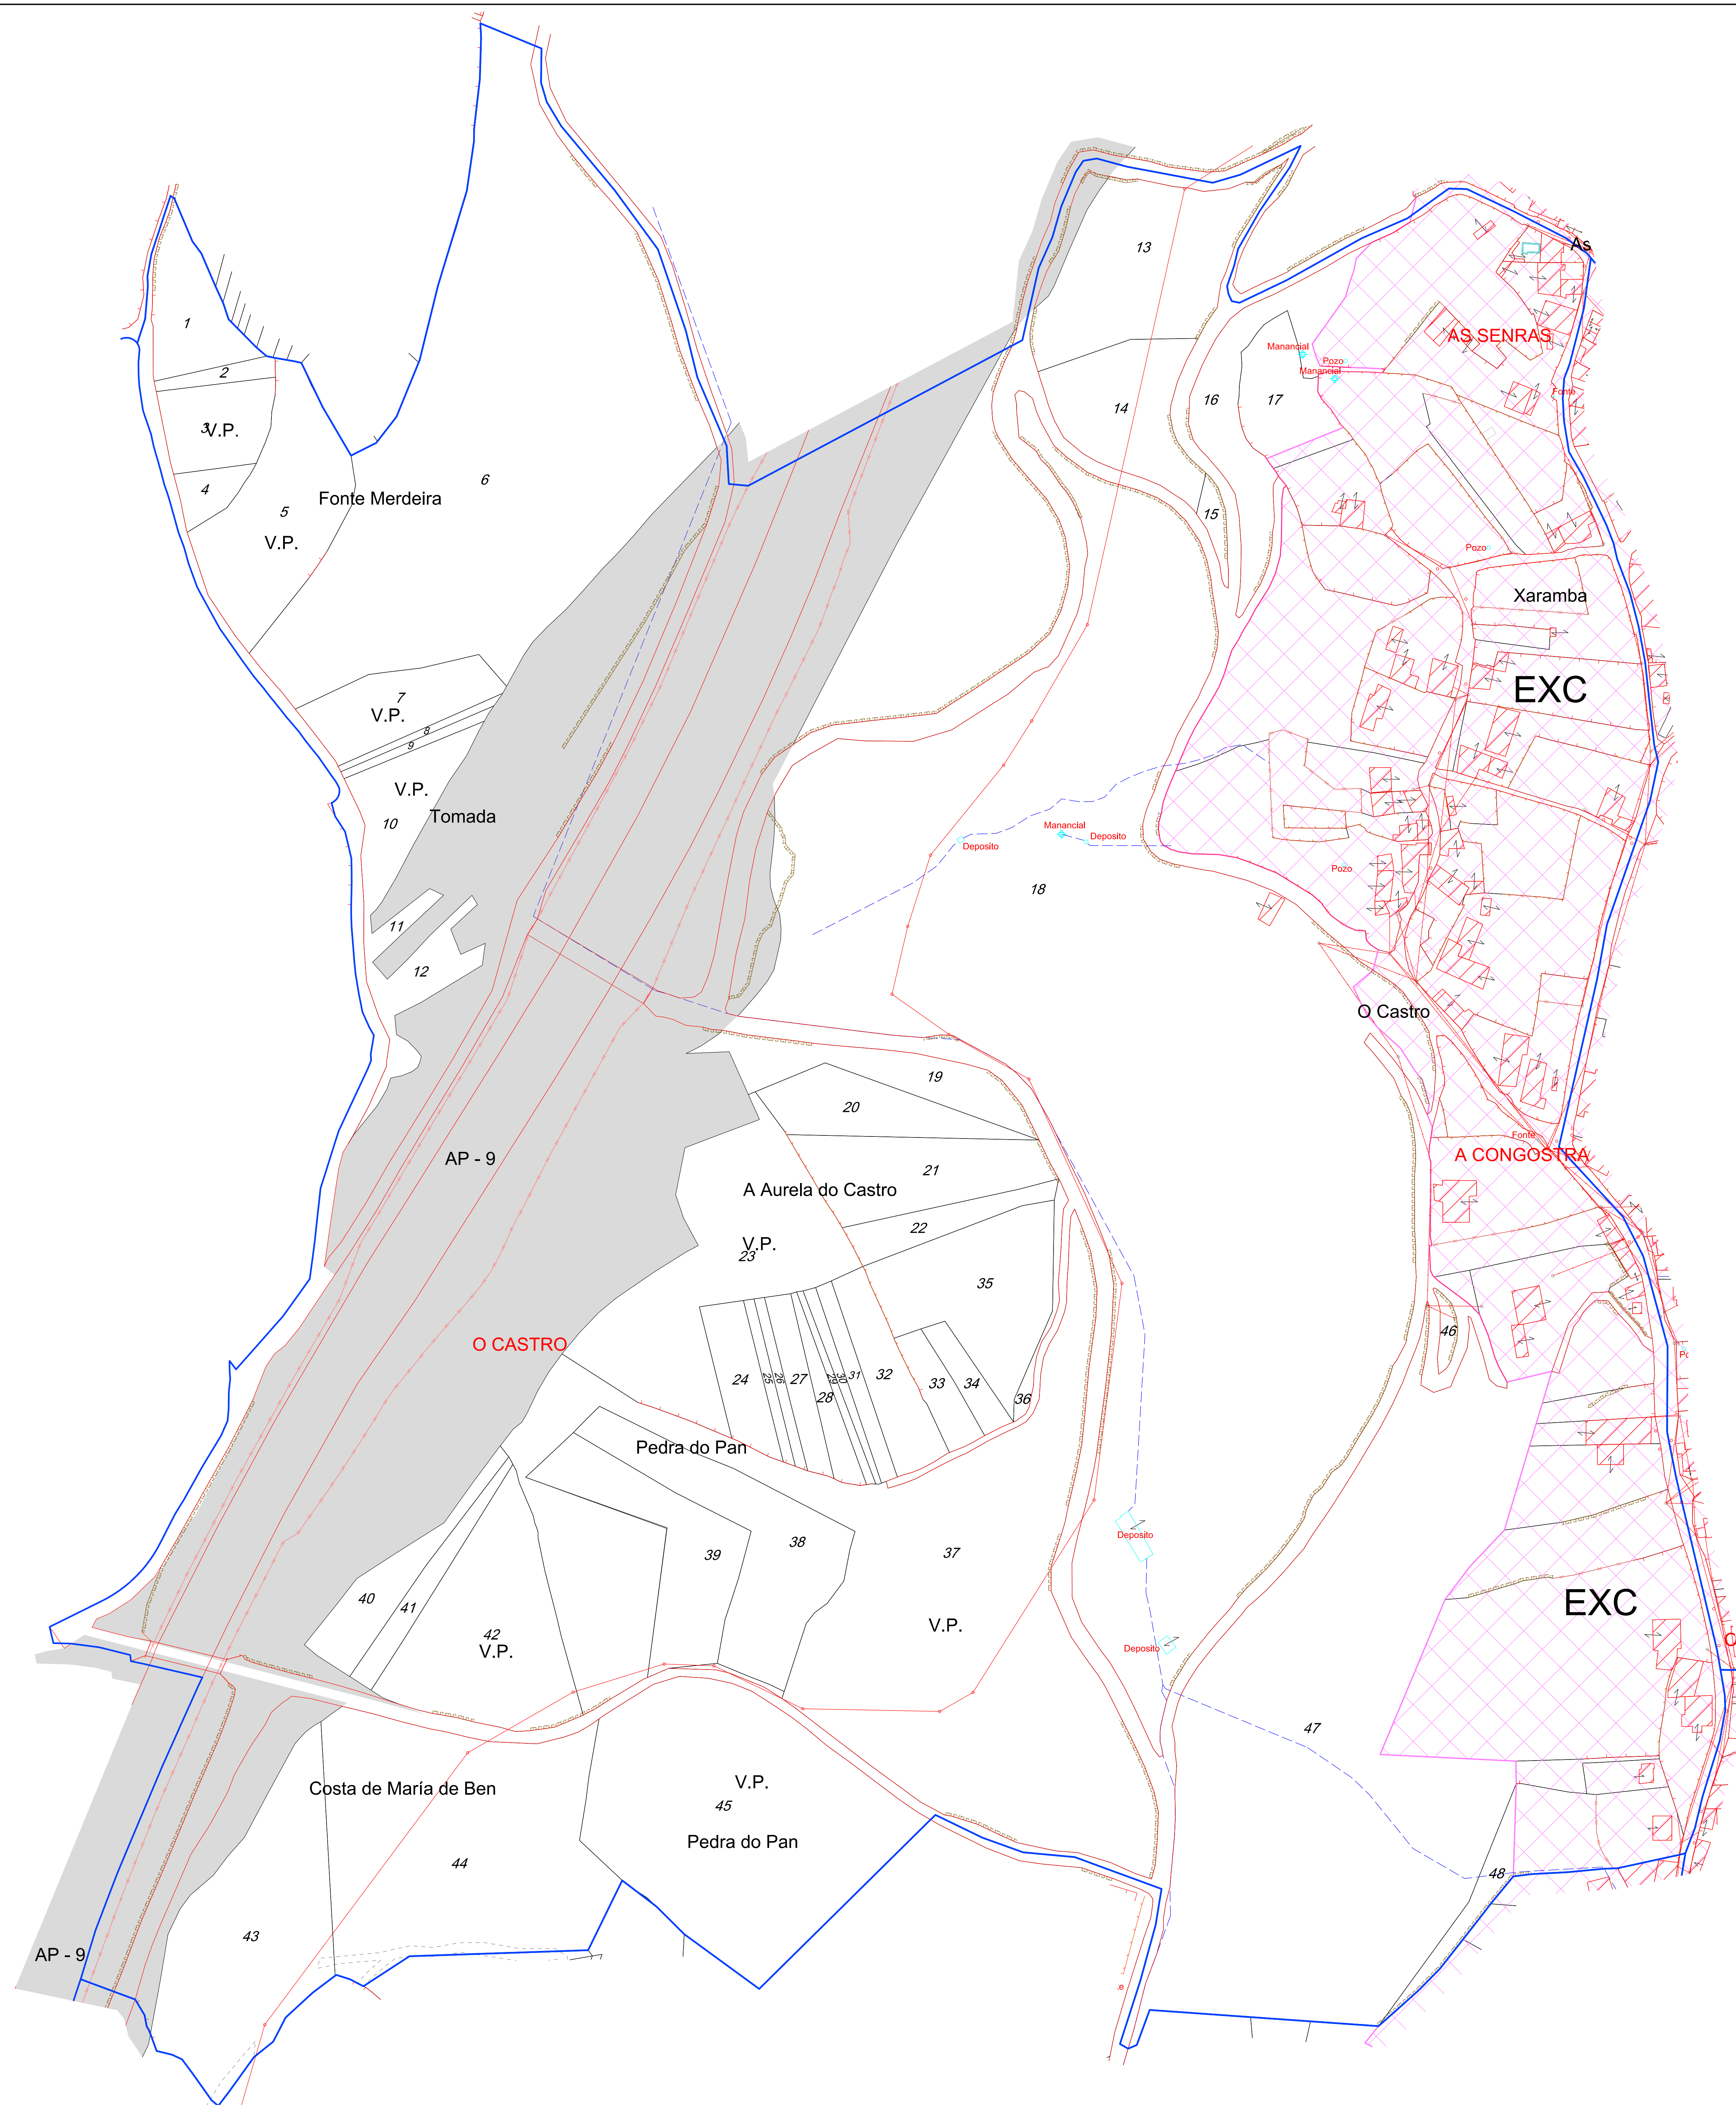 As
13
1
AS SENRAS
Manancial
Pozo
Manancial
2
Fonte
16
17
14
3
V.P.
6
4
Fonte Merdeira
5
15
V.P.
Pozo
Xaramba
EXC
7
V.P.
8
9
V.P.
10
Tomada
Manancial
Deposito
Deposito
Pozo
18
11
12
O Castro
19
20
Fonte
A CONGOSTRA
AP - 9
21
A Aurela do Castro
22
V.P.
23
35
46
O CASTRO
24
25
26
27
28
29
30
31
32
33
34
36
Pedra do Pan
Deposito
38
39
37
40
41
EXC
42
V.P.
V.P.
Deposito
47
V.P.
Costa de María de Ben
45
Pedra do Pan
44
48
43
AP - 9